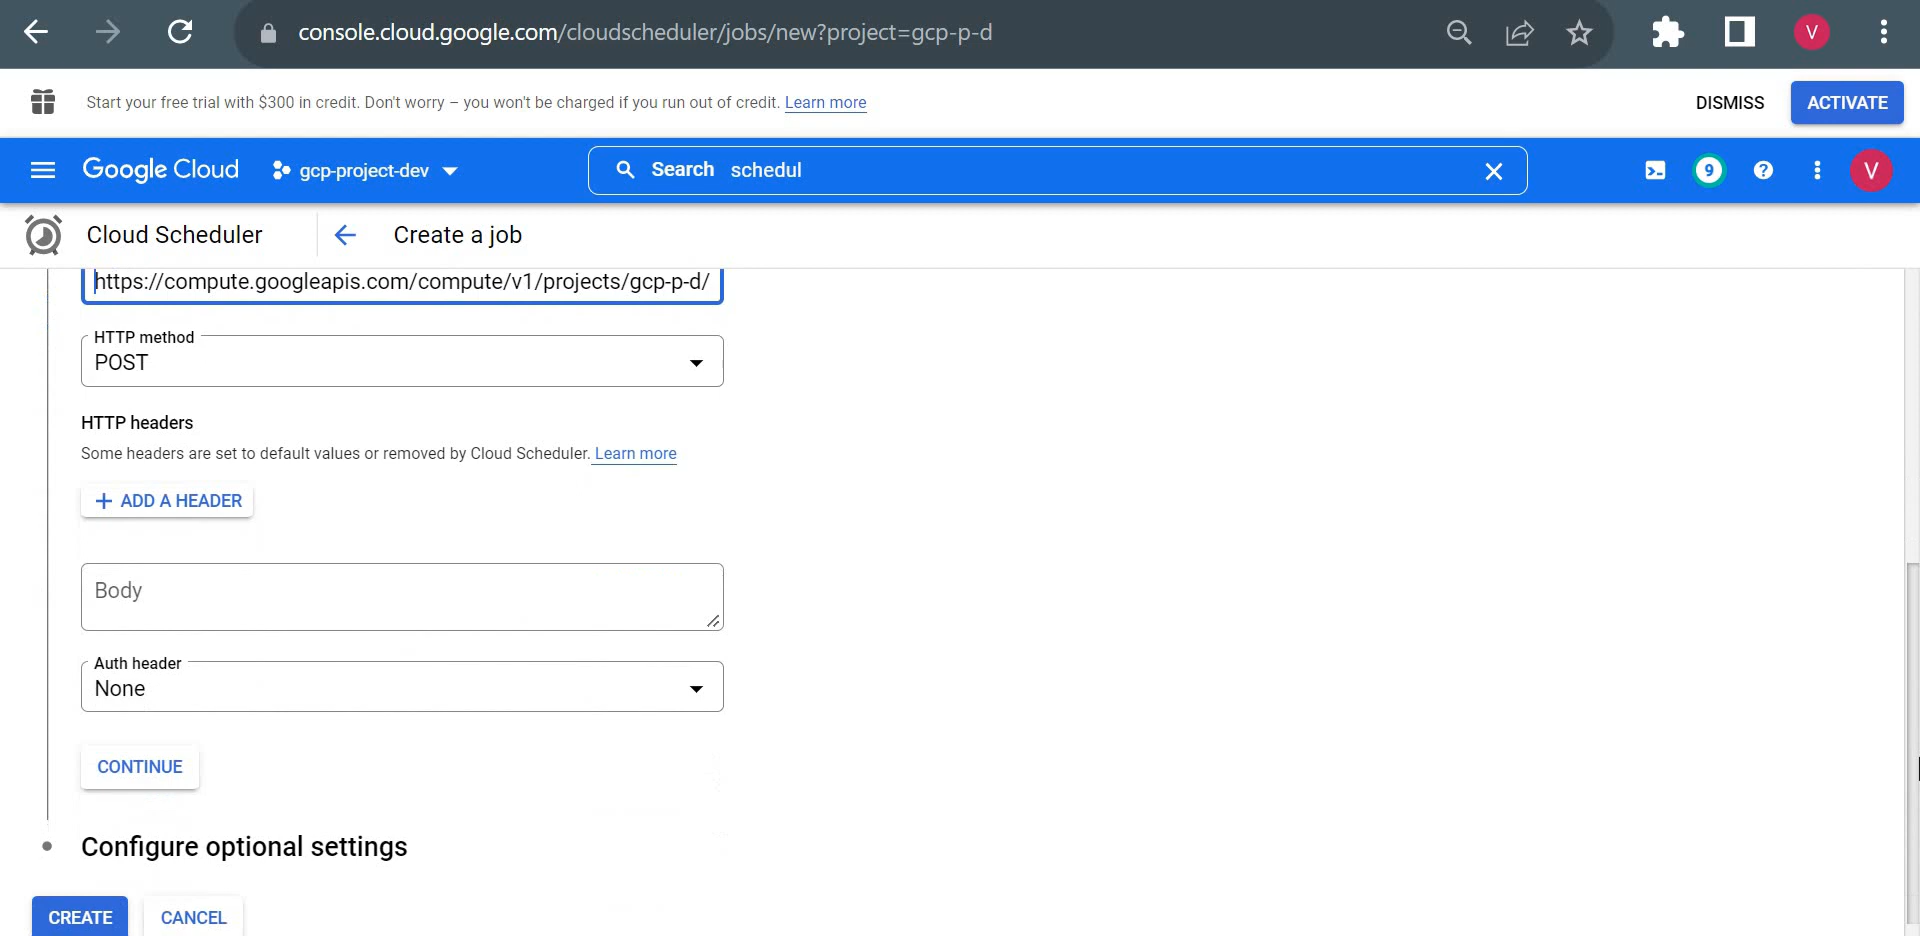 console.cloud.google.com/cloudscheduler/jobs/new?project=gcp-p-d
V
Start your free trial with $300 in credit. Don't worry – you won't be charged if you run out of credit. Learn more
DISMISS
ACTIVATE
Google Cloud
gcp-project-dev
Search schedul
9
?
V
Cloud Scheduler
Create a job
https://compute.googleapis.com/compute/v1/projects/gcp-p-d/
HTTP method
POST
HTTP headers
Some headers are set to default values or removed by Cloud Scheduler. Learn more
+ ADD A HEADER
Body
Auth header
None
CONTINUE
Configure optional settings
CREATE
CANCEL